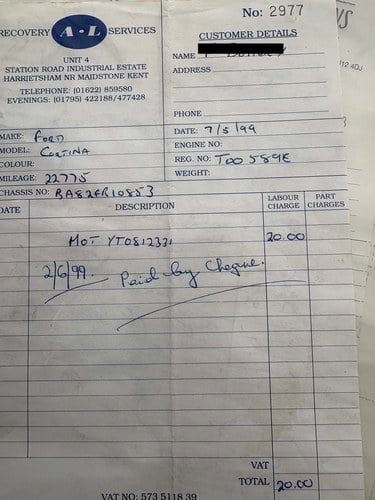 No: 2977
RECOVERY A·L SERVICES
UNIT 4
STATION ROAD INDUSTRIAL ESTATE
HARRIETSHAM NR MAIDSTONE KENT
TELEPHONE: (01622) 859580
EVENINGS: (01795) 422188/477428
CUSTOMER DETAILS
NAME
ADDRESS
PHONE
MAKE: FORD
MODEL: CORTINA
COLOUR:
MILEAGE: 22775
CHASSIS NO: BA82FR10853
DATE: 7/5/99
ENGINE NO:
REG. NO: TOO 589E
WEIGHT:
DATE DESCRIPTION LABOUR CHARGE PART CHARGES
MOT YT0812331 20.00
2/6/99. Paid by Cheque.
VAT
TOTAL 20.00
VAT NO: 573 5118 39